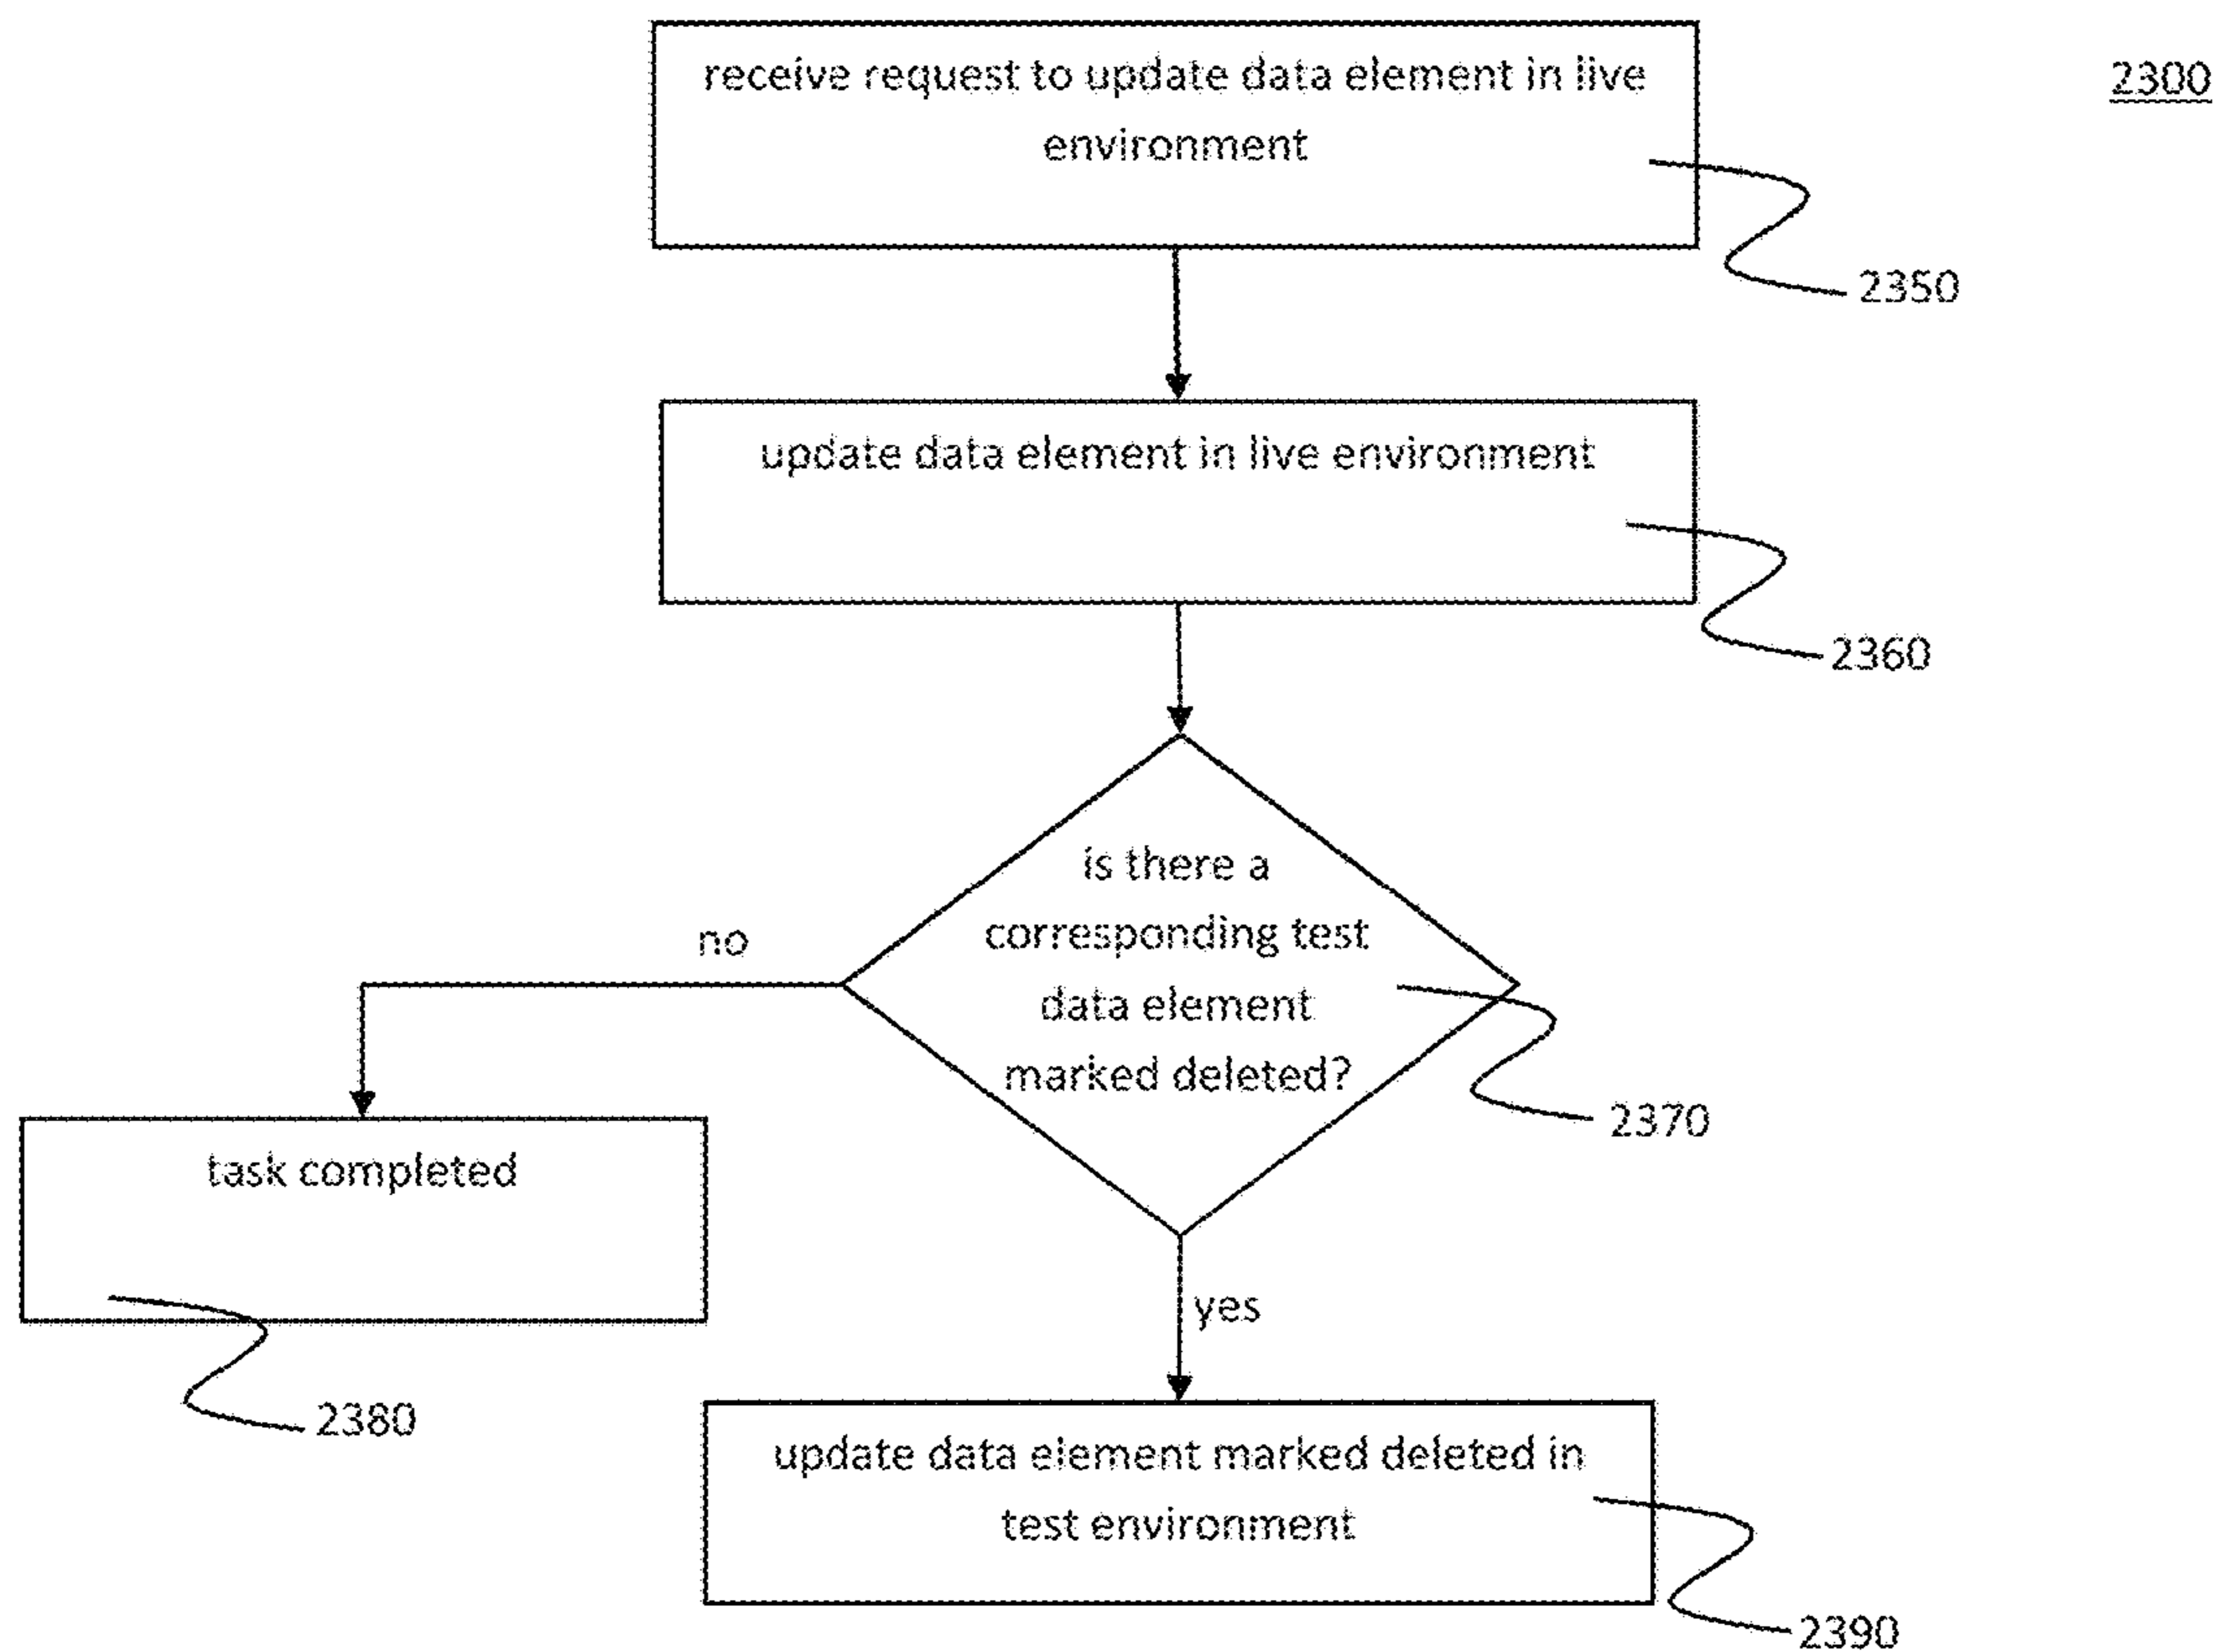 receive request to update data element in live
environment
2300
2350
update data element in live environment
2360
is there a
corresponding test
data element
marked deleted?
no
2370
task completed
yes
2380
update data element marked deleted in
test environment
2390